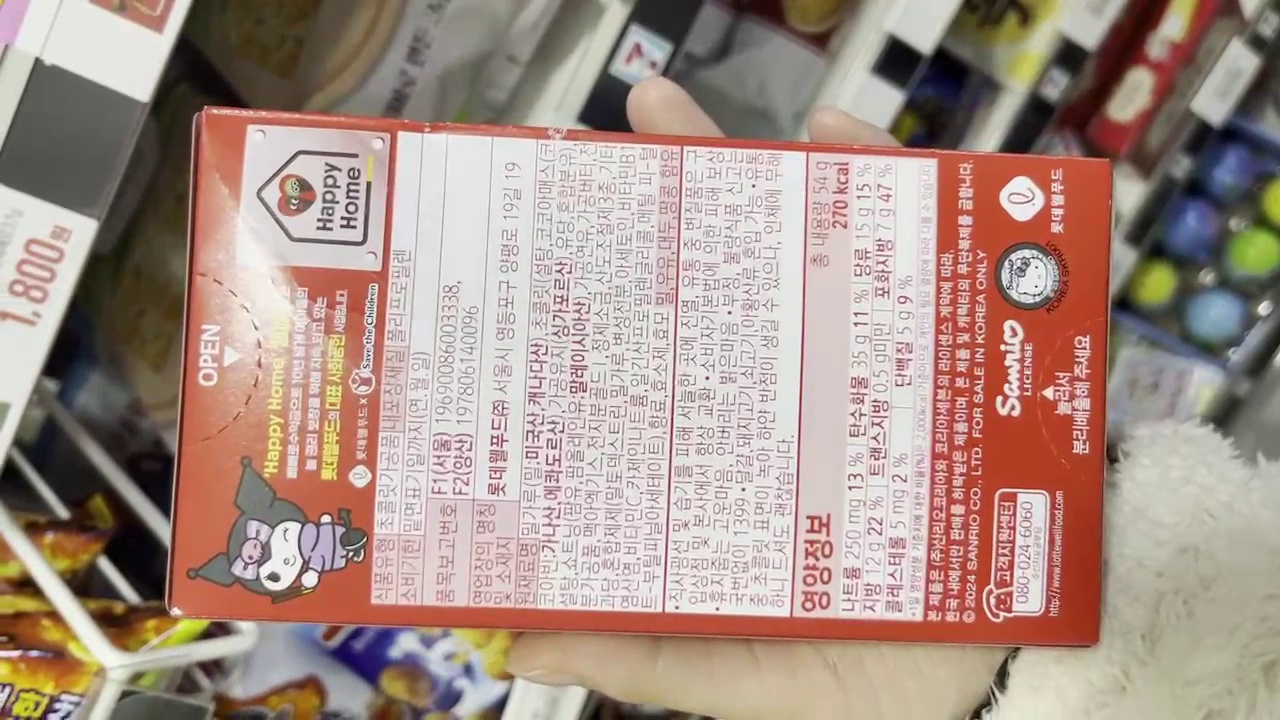 1,800원
OPEN
'Happy Home'
빼빼로수익금으로 10년 넘게 아이들의
놀 권리 보장을 위해 지속 되고 있는
롯데웰푸드의 대표 사회공헌 사업입니다.
롯데웰푸드 x Save the Children
Happy
Home
식품유형 초콜릿가공품 내포장재질 폴리프로필렌
소비기한 밑면표기일까지(연.월.일)
품목보고번호 F1(서울) 19690086003338,
F2(양산) 197806140096
영업장의 명칭
및 소재지 롯데웰푸드㈜ 서울시 영등포구 양평로 19길 19
원재료명 밀가루(밀:미국산,캐나다산),초콜릿(설탕,코코아매스(코
코아빈:가나산,에콰도르산),가공유지(싱가포르산),유당,혼합분유),
설탕,쇼트닝(팜유,팜올레인유:말레이시아산),가공연유,가공버터,전
분가공품,맥아엑기스,전지분골드Ⅰ,정제소금,산도조절제3종,기타
과당,혼합제제(말토덱스트린,밀가루,변성전분,아세토인,비타민B1
염산염,비타민C,카제인나트륨,알긴산프로필렌글리콜,메틸 피-털
트-부틸피닐아세테이트),향료,효소제,효모 밀,우유,대두,땅콩 함유
•직사광선 및 습기를 피해 서늘한 곳에 진열, 유통 중 변질품은 구
입상점 및 본사에서 항상 교환 •소비자기본법에 의한 피해 보상
•휴지줍는 고운마음, 안버리는 밝은마음 •부정, 불량식품 신고는
국번없이 1399 •달걀,돼지고기,쇠고기,아황산류 혼입 가능 •유통
중 초콜릿 표면이 녹아 하얀 반점이 생길 수 있으나, 인체에 무해
하니 드셔도 괜찮습니다.
영양정보
총 내용량 54 g
270 kcal
나트륨 250 mg 13 % 탄수화물 35 g 11 % 당류 15 g 15 %
지방 12 g 22 % 트랜스지방 0.5 g미만 포화지방 7 g 47 %
콜레스테롤 5 mg 2 % 단백질 5 g 9 %
*1일 영양성분 기준치에 대한 비율(%)은 2,000kcal 기준이므로 개인의 필요 열량에 따라 다를 수 있습니다
본 제품은 (주)산리오코리아와 코리아세븐의 라이센스 계약에 따라,
한국 내에서만 판매를 허락받은 제품이며, 본 제품 및 캐릭터의 무단복제를 금합니다.
© 2024 SANRIO CO., LTD. FOR SALE IN KOREA ONLY
고객지원센터
080-024-6060
수신자요금부담
http://www.lottewellfood.com
Sanrio
LICENSE
KOREA SKR001
롯데웰푸드
눌러서
분리배출해 주세요